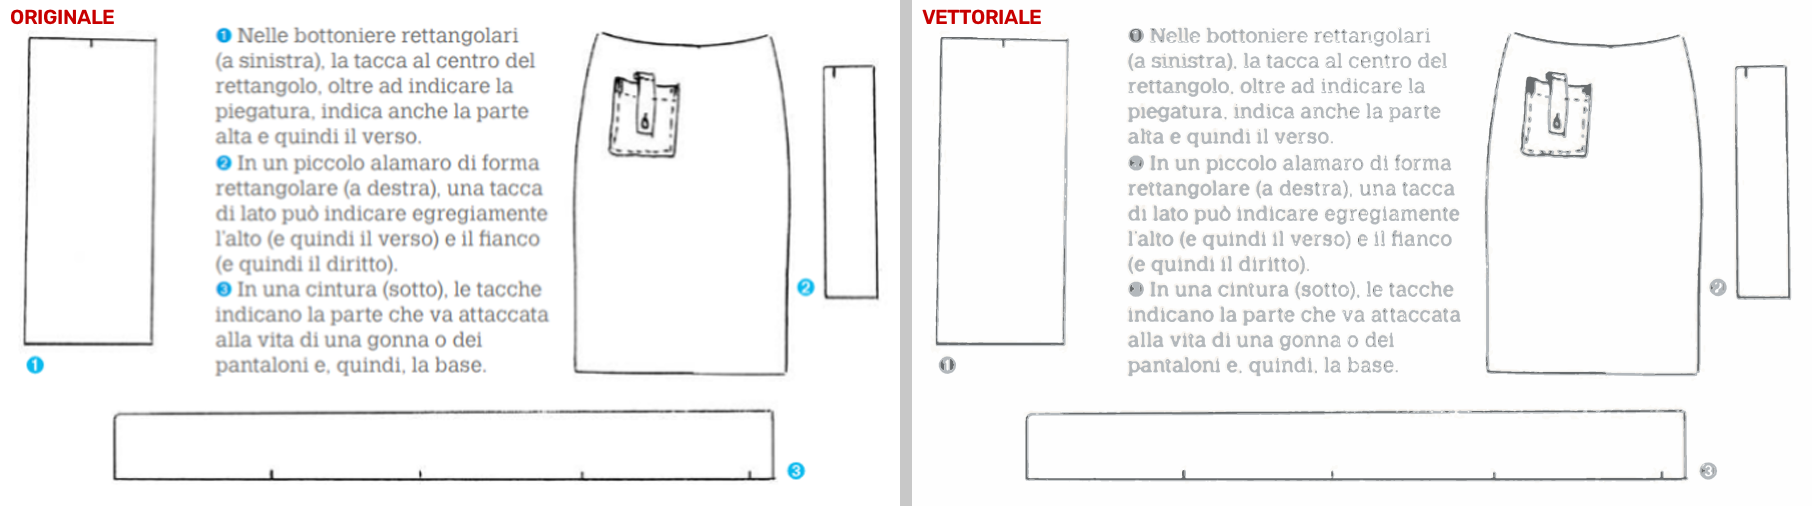 ORIGINALE
❶ Nelle bottoniere rettangolari
(a sinistra), la tacca al centro del
rettangolo, oltre ad indicare la
piegatura, indica anche la parte
alta e quindi il verso.
❷ In un piccolo alamaro di forma
rettangolare (a destra), una tacca
di lato può indicare egregiamente
l'alto (e quindi il verso) e il fianco
(e quindi il diritto).
❸ In una cintura (sotto), le tacche
indicano la parte che va attaccata
alla vita di una gonna o dei
pantaloni e, quindi, la base.
❶
❷
❸
VETTORIALE
❶ Nelle bottoniere rettangolari
(a sinistra), la tacca al centro del
rettangolo, oltre ad indicare la
piegatura, indica anche la parte
alta e quindi il verso.
❷ In un piccolo alamaro di forma
rettangolare (a destra), una tacca
di lato può indicare egregiamente
l'alto (e quindi il verso) e il fianco
(e quindi il diritto).
❸ In una cintura (sotto), le tacche
indicano la parte che va attaccata
alla vita di una gonna o dei
pantaloni e, quindi, la base.
❶
❷
❸